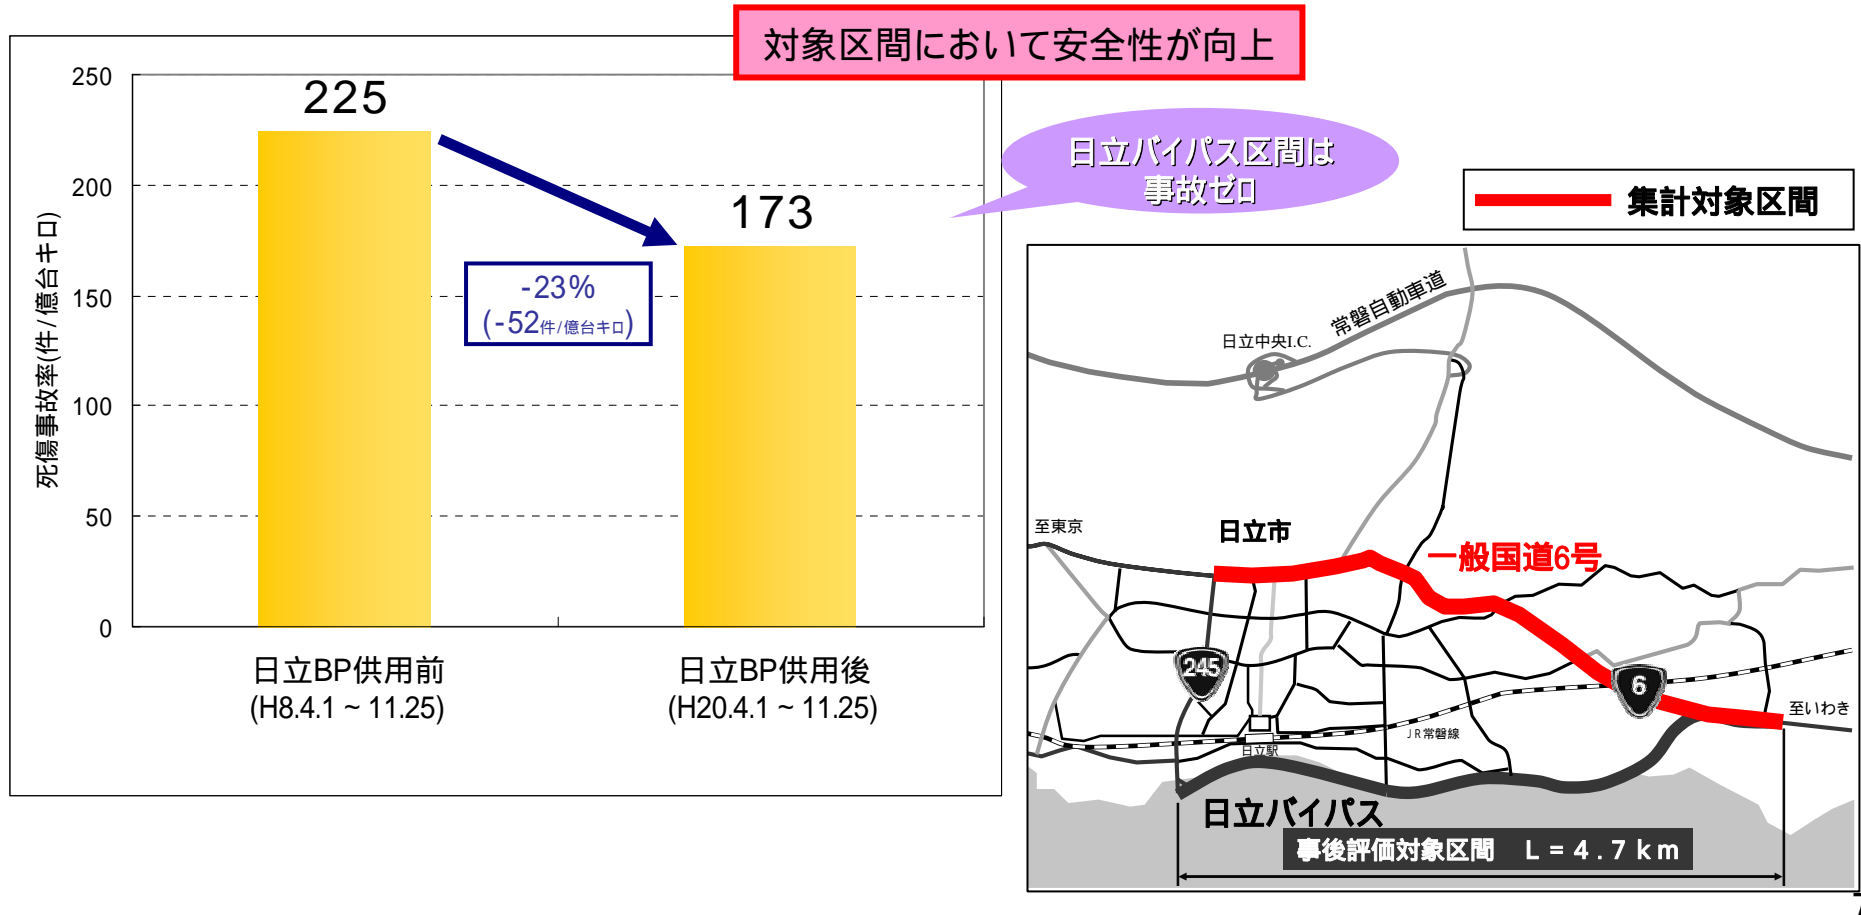 対象区間において安全性が向上
250
200
150
100
50
0
死傷事故率(件/億台キロ)
225
173
-23%
(-52件/億台キロ)
日立BP供用前
(H8.4.1 ~ 11.25)
日立BP供用後
(H20.4.1 ~ 11.25)
日立バイパス区間は
事故ゼロ
集計対象区間
常磐自動車道
日立中央I.C.
至東京
日立市
一般国道6号
245
6
至いわき
JR常磐線
日立駅
日立バイパス
事後評価対象区間 L=4.7km